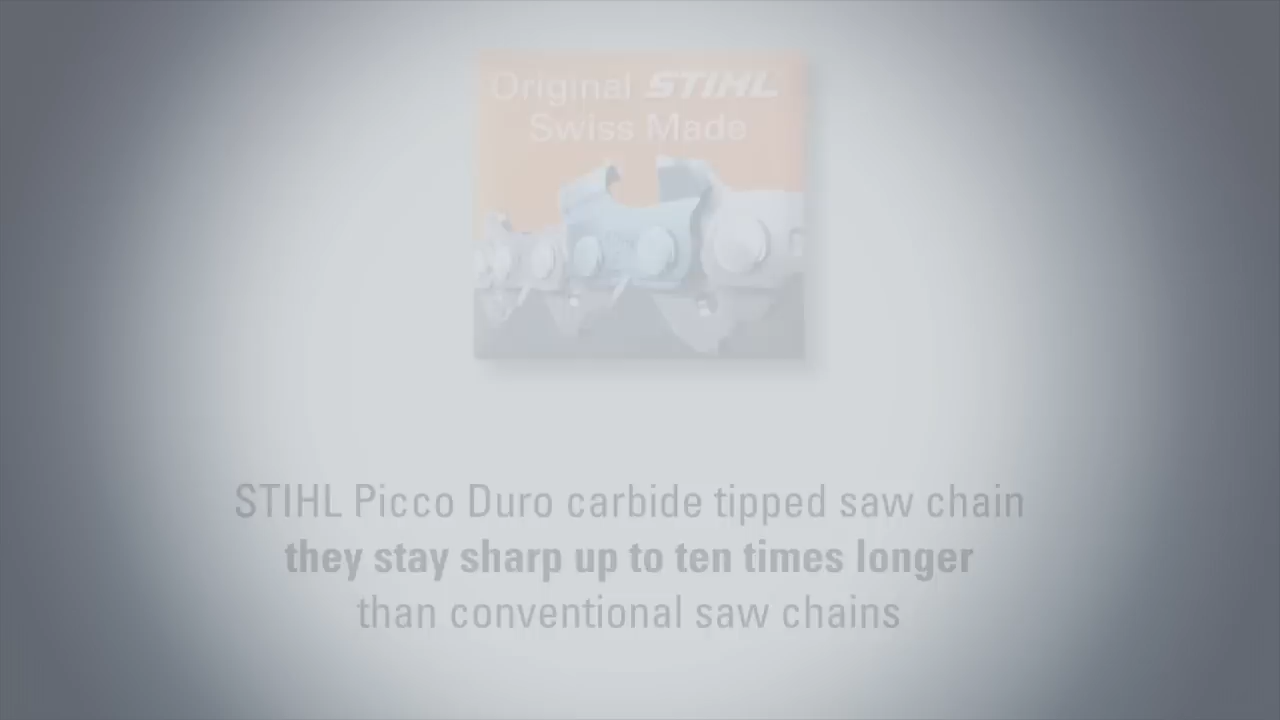 Original STIHL
Swiss Made
STIHL Picco Duro carbide tipped saw chain
they stay sharp up to ten times longer
than conventional saw chains